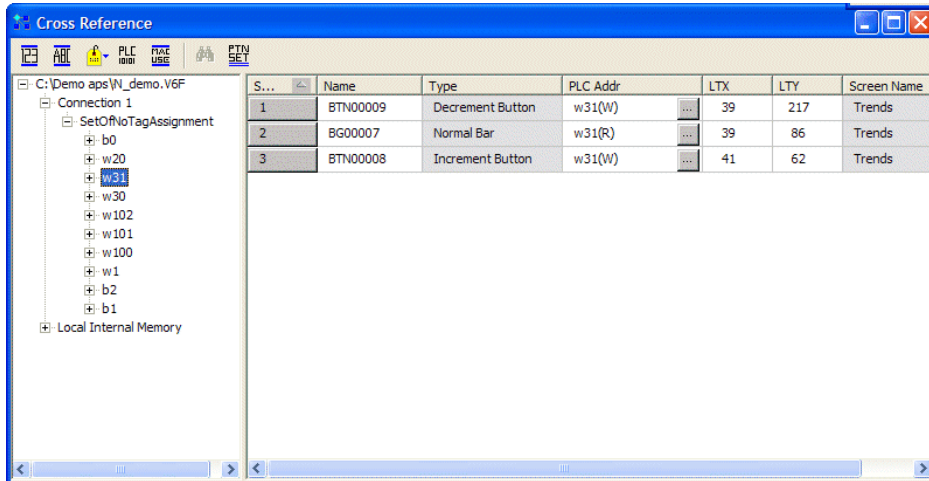 Cross Reference
123 ABC PLC 10101 MAC USG PTN SET
C:\Demo aps\N_demo.V6F
Connection 1
SetOfNoTagAssignment
b0
w20
w31
w30
w102
w101
w100
w1
b2
b1
Local Internal Memory
S... Name Type PLC Addr LTX LTY Screen Name
1 BTN00009 Decrement Button w31(W) ... 39 217 Trends
2 BG00007 Normal Bar w31(R) ... 39 86 Trends
3 BTN00008 Increment Button w31(W) ... 41 62 Trends